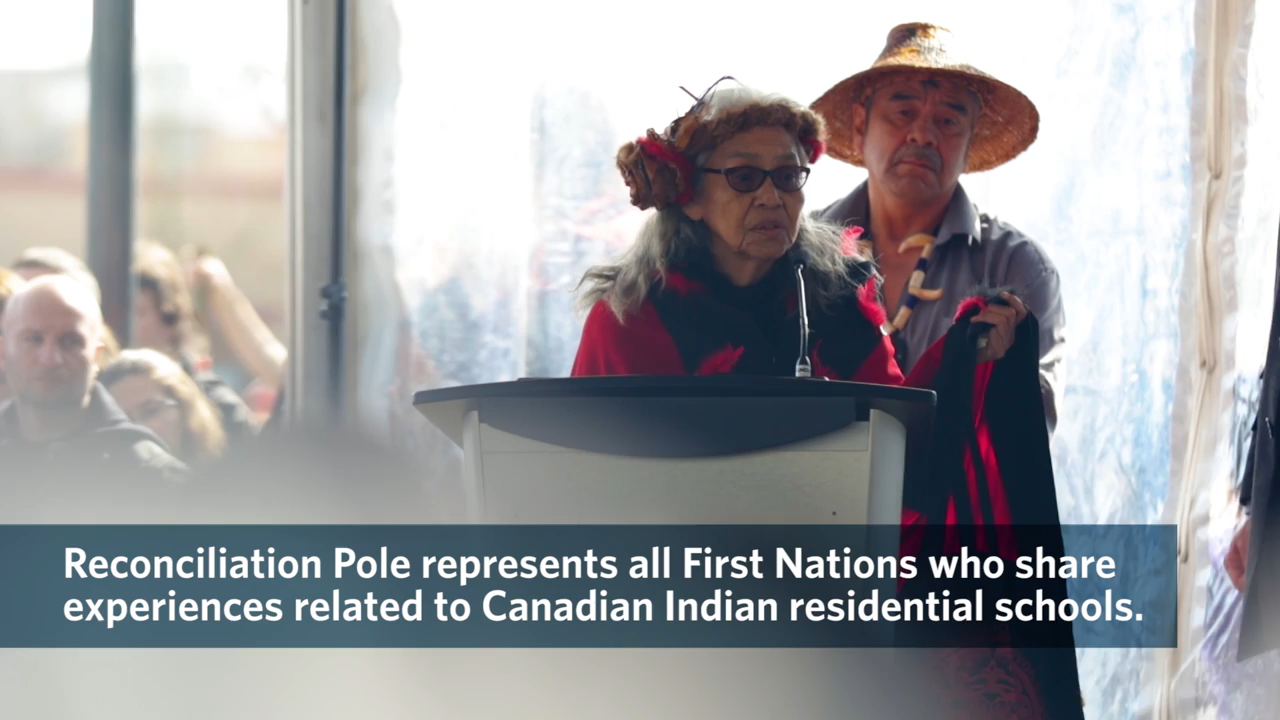 Reconciliation Pole represents all First Nations who share
experiences related to Canadian Indian residential schools.